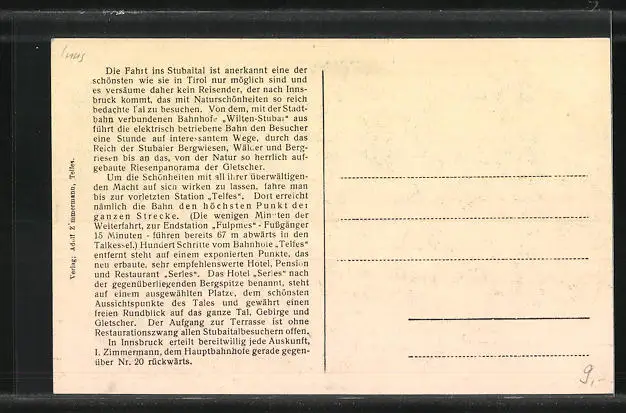 Die Fahrt ins Stubaital ist anerkannt eine der
schönsten wie sie in Tirol nur möglich sind und
es versäume daher kein Reisender, der nach Inns-
bruck kommt, das mit Naturschönheiten so reich
bedachte Tal zu besuchen. Von dem, mit der Stadt-
bahn verbundenen Bahnhofe „Wilten-Stubai“ aus
führt die elektrisch betriebene Bahn den Besucher
eine Stunde auf interessantem Wege, durch das
Reich der Stubaier Bergwiesen, Wälder und Berg-
riesen bis an das, von der Natur so herrlich auf-
gebaute Riesenpanorama der Gletscher.
Um die Schönheiten mit all ihrer überwältigen-
den Macht auf sich wirken zu lassen, fahre man
bis zur vorletzten Station „Telfes“. Dort erreicht
nämlich die Bahn den höchsten Punkt der
ganzen Strecke. (Die wenigen Minuten der
Weiterfahrt, zur Endstation „Fulpmes“ - Fußgänger
15 Minuten - führen bereits 67 m abwärts in den
Talkessel.) Hundert Schritte vom Bahnhofe „Telfes“
entfernt steht auf einem exponierten Punkte, das
neu erbaute, sehr empfehlenswerte Hotel, Pension
und Restaurant „Serles“. Das Hotel „Serles“ nach
der gegenüberliegenden Bergspitze benannt, steht
auf einem ausgewählten Platze, dem schönsten
Aussichtspunkte des Tales und gewährt einen
freien Rundblick auf das ganze Tal, Gebirge und
Gletscher. Der Aufgang zur Terrasse ist ohne
Restaurationszwang allen Stubaitalbesuchern offen.
In Innsbruck erteilt bereitwillig jede Auskunft,
I. Zimmermann, dem Hauptbahnhofe gerade gegen-
über Nr. 20 rückwärts.
Verlag: Adolf Zimmermann, Telfes.
9,-